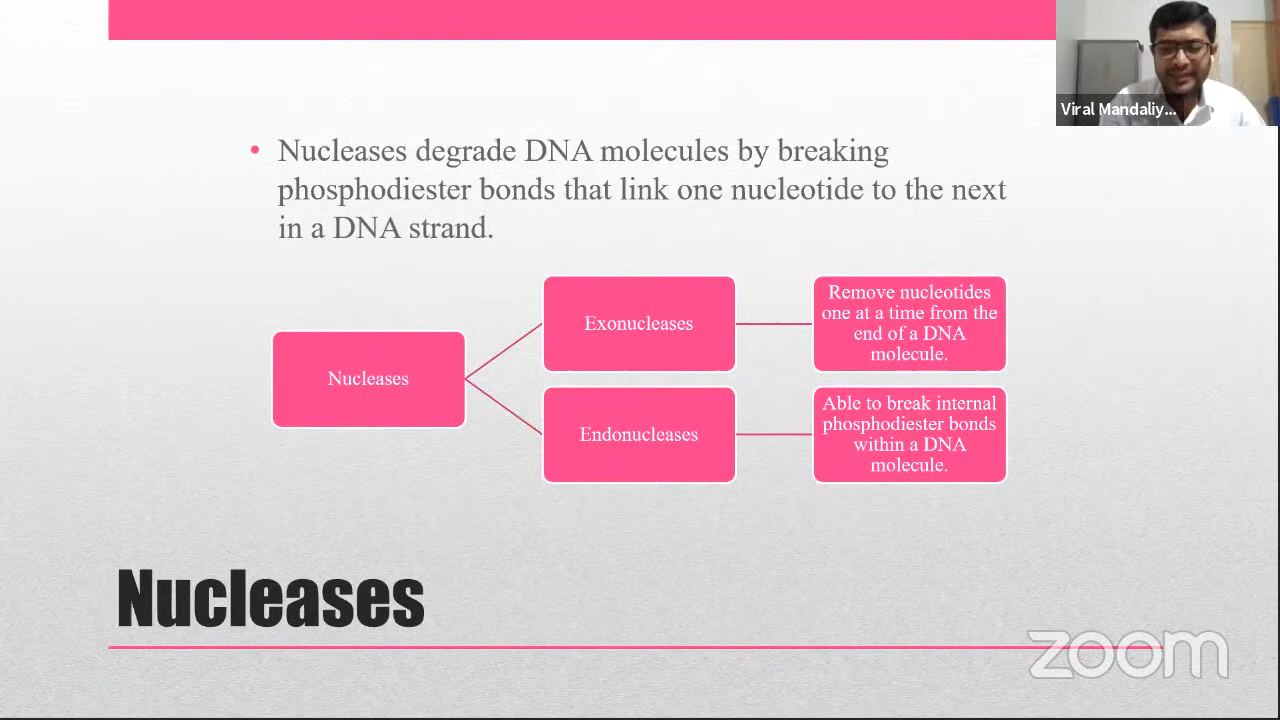 Viral Mandaliy...
• Nucleases degrade DNA molecules by breaking
phosphodiester bonds that link one nucleotide to the next
in a DNA strand.
Nucleases
Exonucleases
Remove nucleotides
one at a time from the
end of a DNA
molecule.
Endonucleases
Able to break internal
phosphodiester bonds
within a DNA
molecule.
Nucleases
zoom